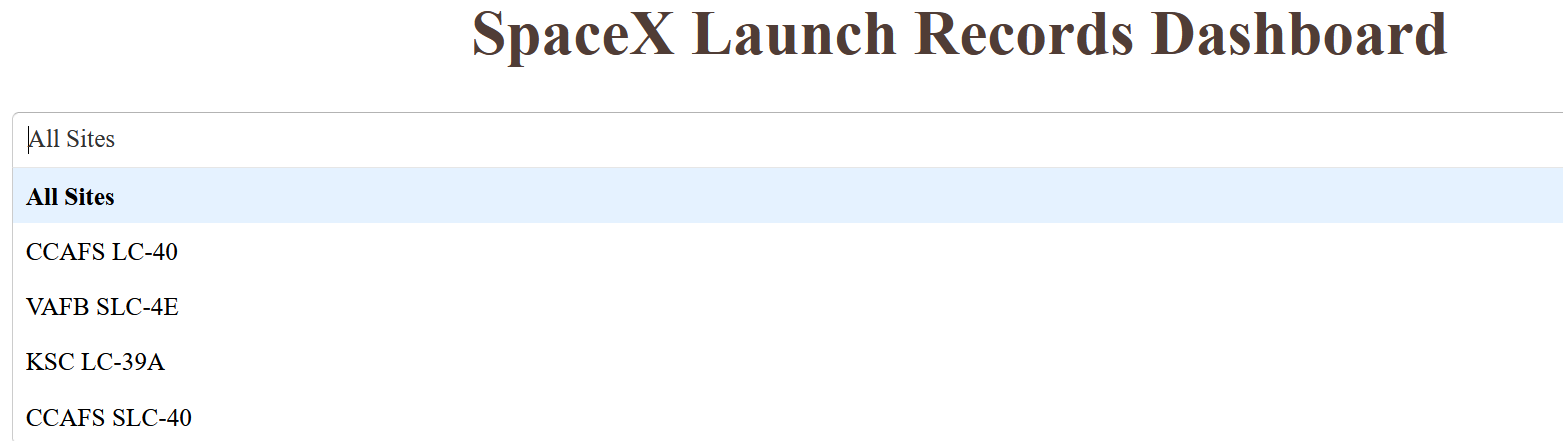 SpaceX Launch Records Dashboard
All Sites
All Sites
CCAFS LC-40
VAFB SLC-4E
KSC LC-39A
CCAFS SLC-40